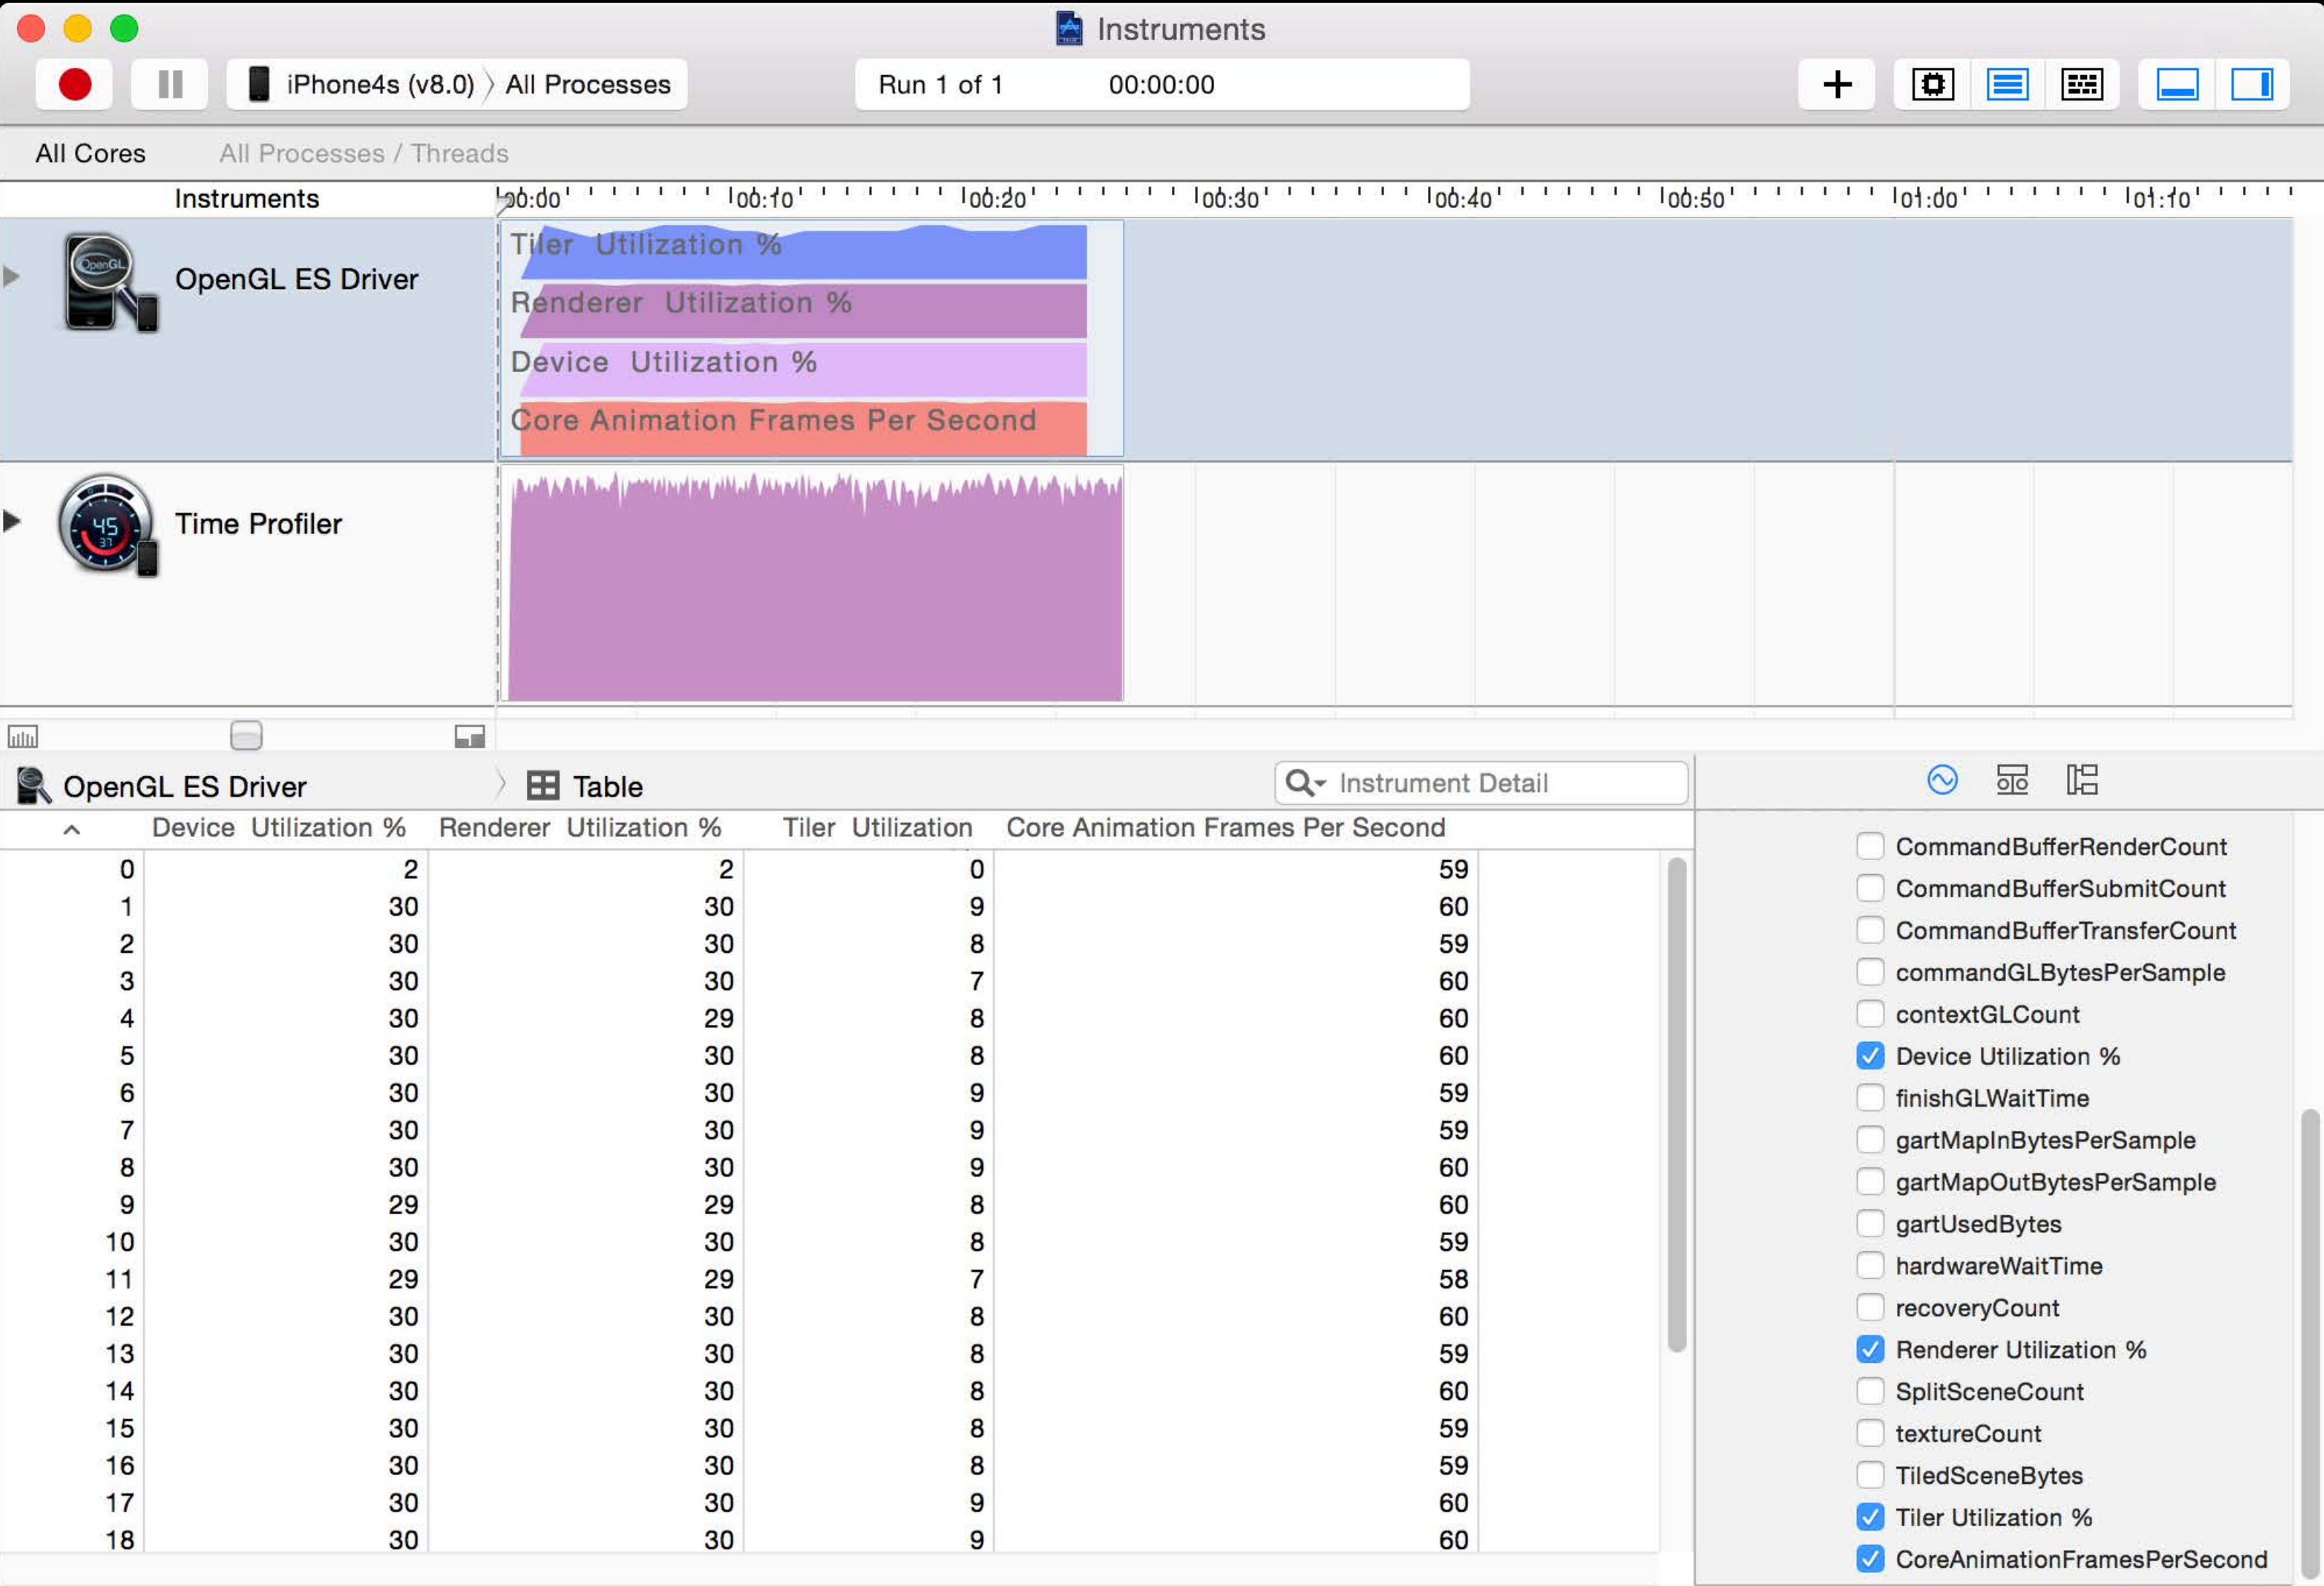 Instruments
iPhone4s (v8.0) 〉 All Processes
Run 1 of 1 00:00:00
All Cores All Processes / Threads
Instruments 00:00 00:10 00:20 00:30 00:40 00:50 01:00 01:10
OpenGL
OpenGL ES Driver
Tiler Utilization %
Renderer Utilization %
Device Utilization %
Core Animation Frames Per Second
45
37
Time Profiler
OpenGL ES Driver 〉 Table
Instrument Detail
Device Utilization % Renderer Utilization % Tiler Utilization Core Animation Frames Per Second
0 2 2 0 59
1 30 30 9 60
2 30 30 8 59
3 30 30 7 60
4 30 29 8 60
5 30 30 8 60
6 30 30 9 59
7 30 30 9 59
8 30 30 9 60
9 29 29 8 60
10 30 30 8 59
11 29 29 7 58
12 30 30 8 60
13 30 30 8 59
14 30 30 8 60
15 30 30 8 59
16 30 30 8 59
17 30 30 9 60
18 30 30 9 60
CommandBufferRenderCount
CommandBufferSubmitCount
CommandBufferTransferCount
commandGLBytesPerSample
contextGLCount
Device Utilization %
finishGLWaitTime
gartMapInBytesPerSample
gartMapOutBytesPerSample
gartUsedBytes
hardwareWaitTime
recoveryCount
Renderer Utilization %
SplitSceneCount
textureCount
TiledSceneBytes
Tiler Utilization %
CoreAnimationFramesPerSecond